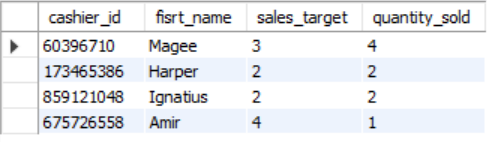 cashier_id fisrt_name sales_target quantity_sold
60396710 Magee 3 4
173465386 Harper 2 2
859121048 Ignatius 2 2
675726558 Amir 4 1